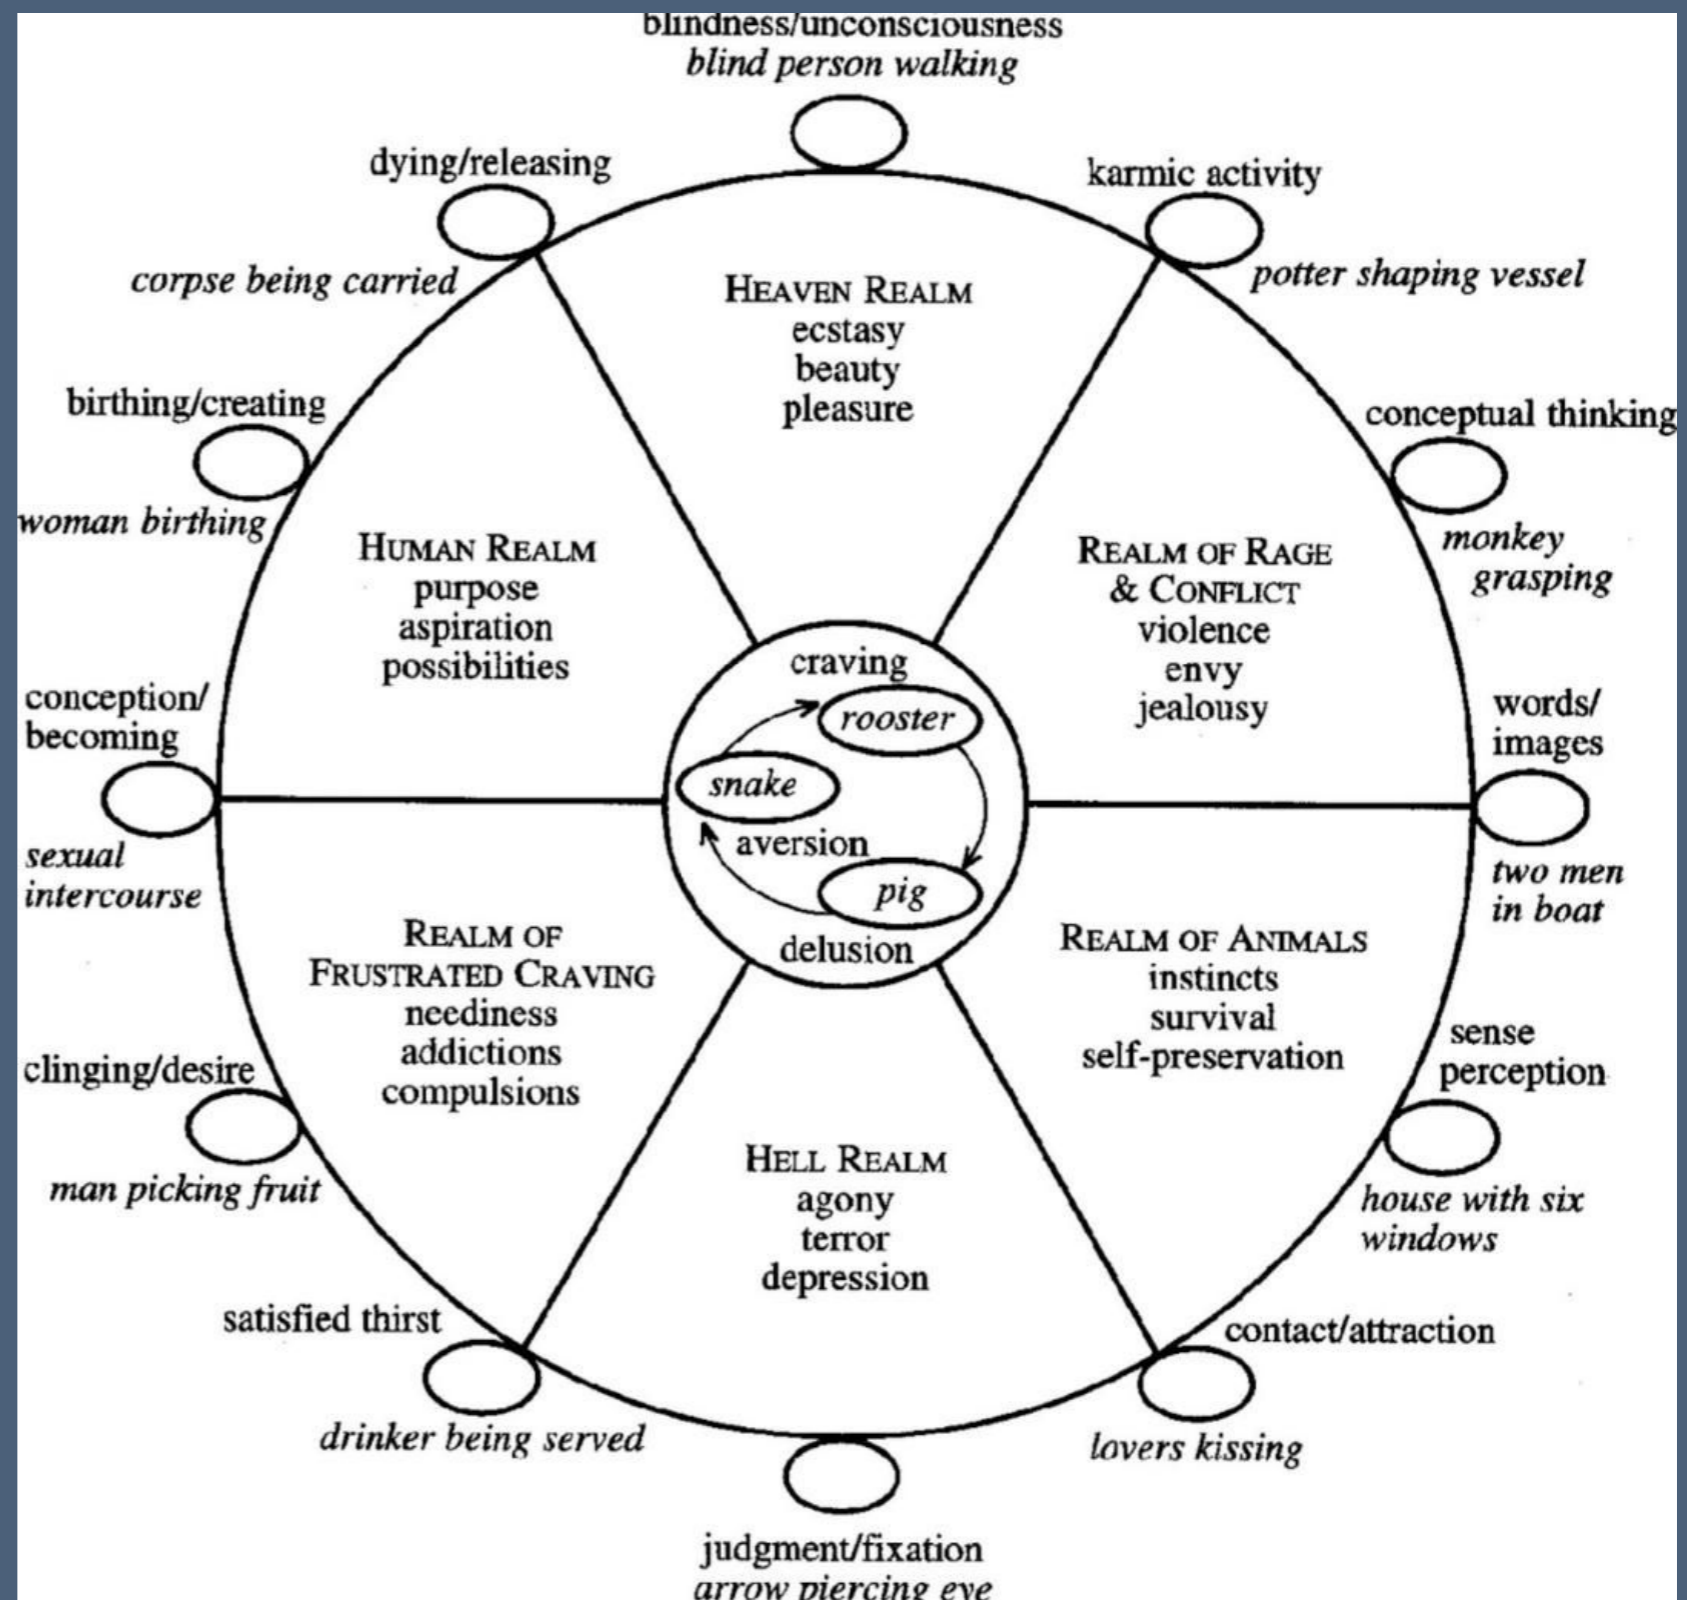 blindness/unconsciousness
blind person walking
dying/releasing
corpse being carried
karmic activity
potter shaping vessel
HEAVEN REALM
ecstasy
beauty
pleasure
birthing/creating
woman birthing
conceptual thinking
monkey
grasping
HUMAN REALM
purpose
aspiration
possibilities
REALM OF RAGE
& CONFLICT
violence
envy
jealousy
conception/
becoming
sexual
intercourse
craving
rooster
snake
aversion
pig
delusion
words/
images
two men
in boat
REALM OF
FRUSTRATED CRAVING
neediness
addictions
compulsions
REALM OF ANIMALS
instincts
survival
self-preservation
clinging/desire
man picking fruit
sense
perception
house with six
windows
HELL REALM
agony
terror
depression
satisfied thirst
drinker being served
contact/attraction
lovers kissing
judgment/fixation
arrow piercing eye